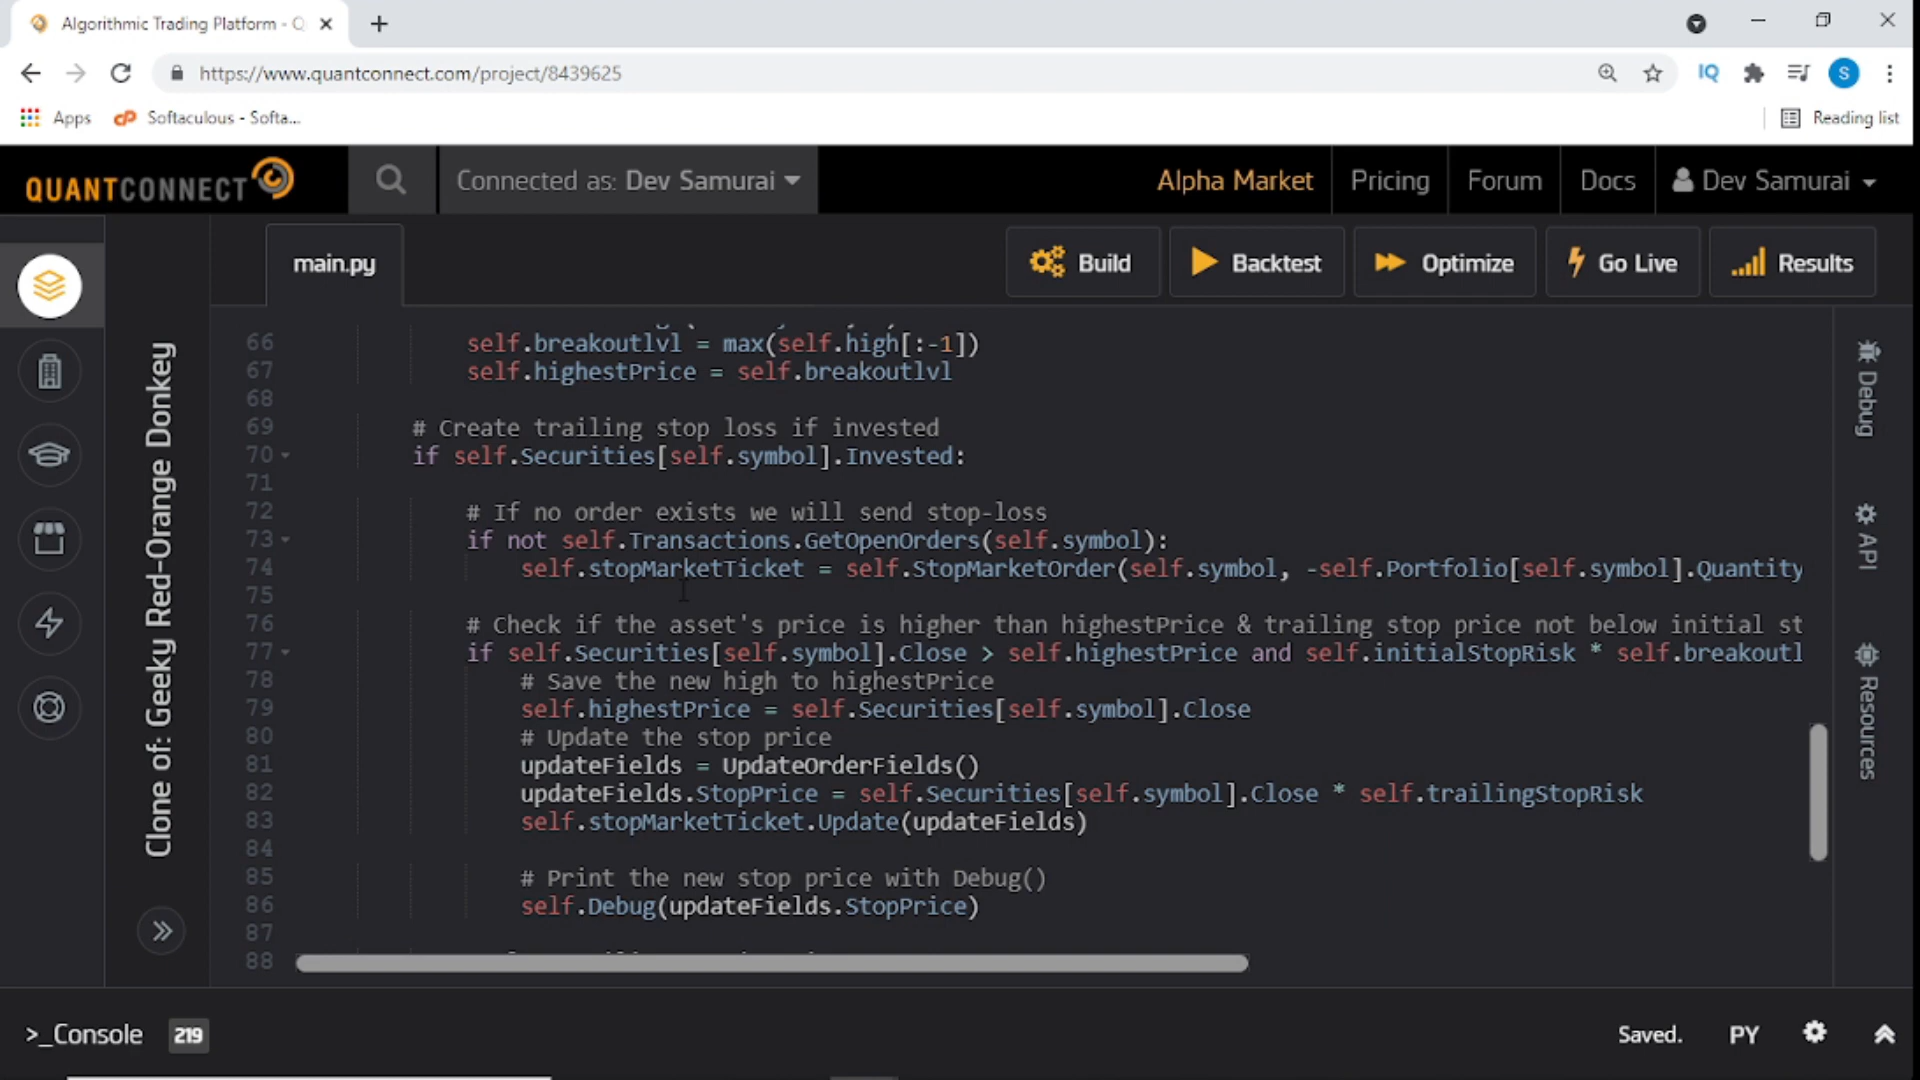 Algorithmic Trading Platform - Q
https://www.quantconnect.com/project/8439625
IQ
S
Apps
cP Softaculous - Softa...
Reading list
QUANTCONNECT
Connected as: Dev Samurai
Alpha Market
Pricing
Forum
Docs
Dev Samurai
main.py
Build
Backtest
Optimize
Go Live
Results
Clone of: Geeky Red-Orange Donkey
66 self.breakoutlvl = max(self.high[:-1])
67 self.highestPrice = self.breakoutlvl
68
69 # Create trailing stop loss if invested
70 if self.Securities[self.symbol].Invested:
71
72 # If no order exists we will send stop-loss
73 if not self.Transactions.GetOpenOrders(self.symbol):
74 self.stopMarketTicket = self.StopMarketOrder(self.symbol, -self.Portfolio[self.symbol].Quantity
75
76 # Check if the asset's price is higher than highestPrice & trailing stop price not below initial st
77 if self.Securities[self.symbol].Close > self.highestPrice and self.initialStopRisk * self.breakoutl
78 # Save the new high to highestPrice
79 self.highestPrice = self.Securities[self.symbol].Close
80 # Update the stop price
81 updateFields = UpdateOrderFields()
82 updateFields.StopPrice = self.Securities[self.symbol].Close * self.trailingStopRisk
83 self.stopMarketTicket.Update(updateFields)
84
85 # Print the new stop price with Debug()
86 self.Debug(updateFields.StopPrice)
87
88
Debug
API
Resources
>_Console 219
Saved.
PY